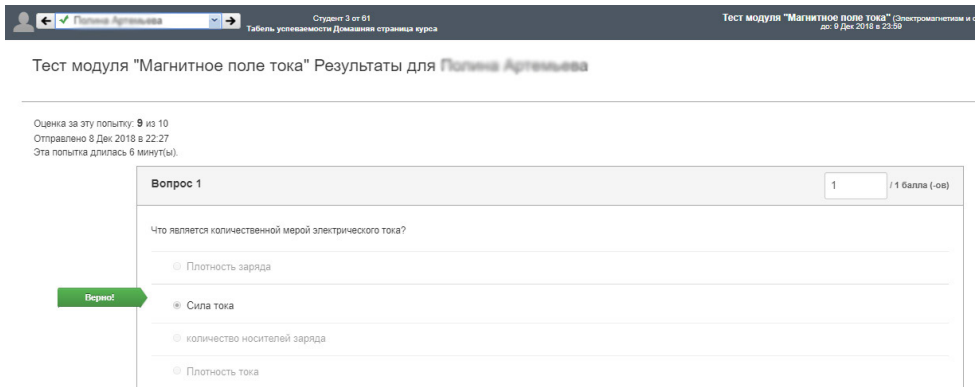 Студент 3 от 61
Табель успеваемости Домашняя страница курса
Тест модуля "Магнитное поле тока" (Электромагнетизм и о
до: 9 Дек 2018 в 23:59
Тест модуля "Магнитное поле тока" Результаты для
Оценка за эту попытку: 9 из 10
Отправлено 8 Дек 2018 в 22:27
Эта попытка длилась 6 минут(ы).
Вопрос 1
1 / 1 балла (-ов)
Что является количественной мерой электрического тока?
Плотность заряда
Верно!
Сила тока
количество носителей заряда
Плотность тока